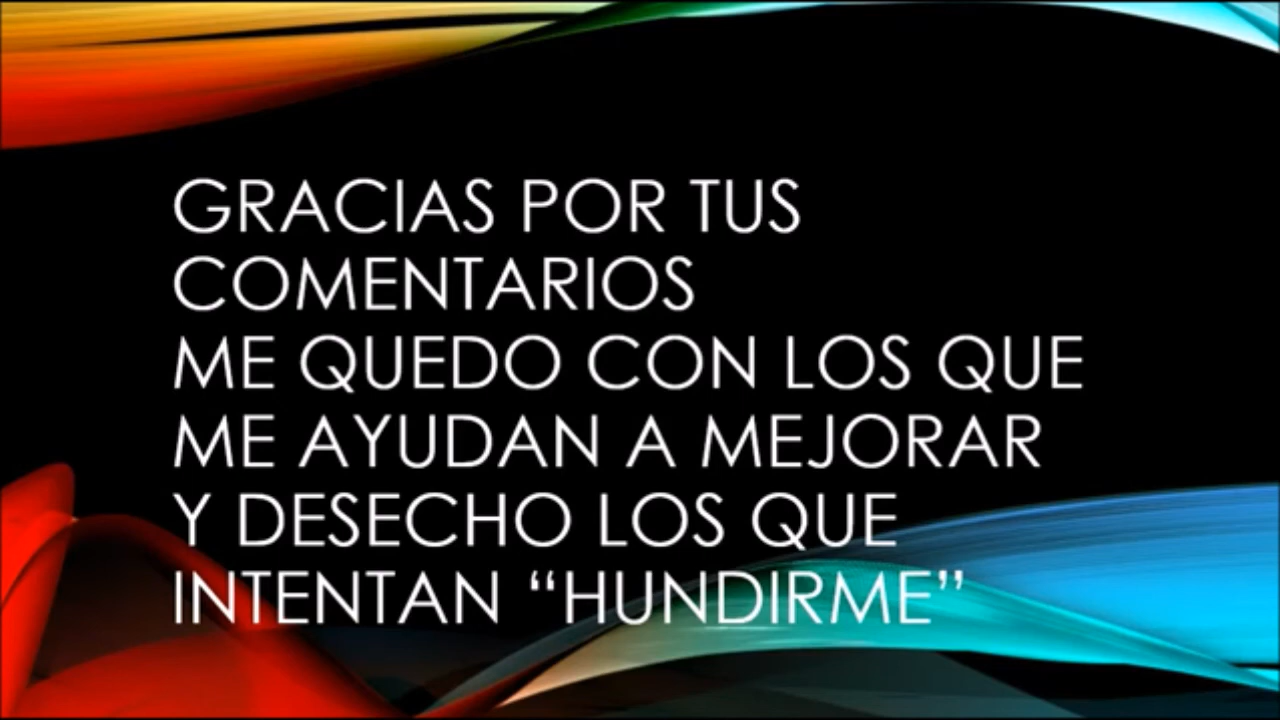 GRACIAS POR TUS
COMENTARIOS
ME QUEDO CON LOS QUE
ME AYUDAN A MEJORAR
Y DESECHO LOS QUE
INTENTAN “HUNDIRME”